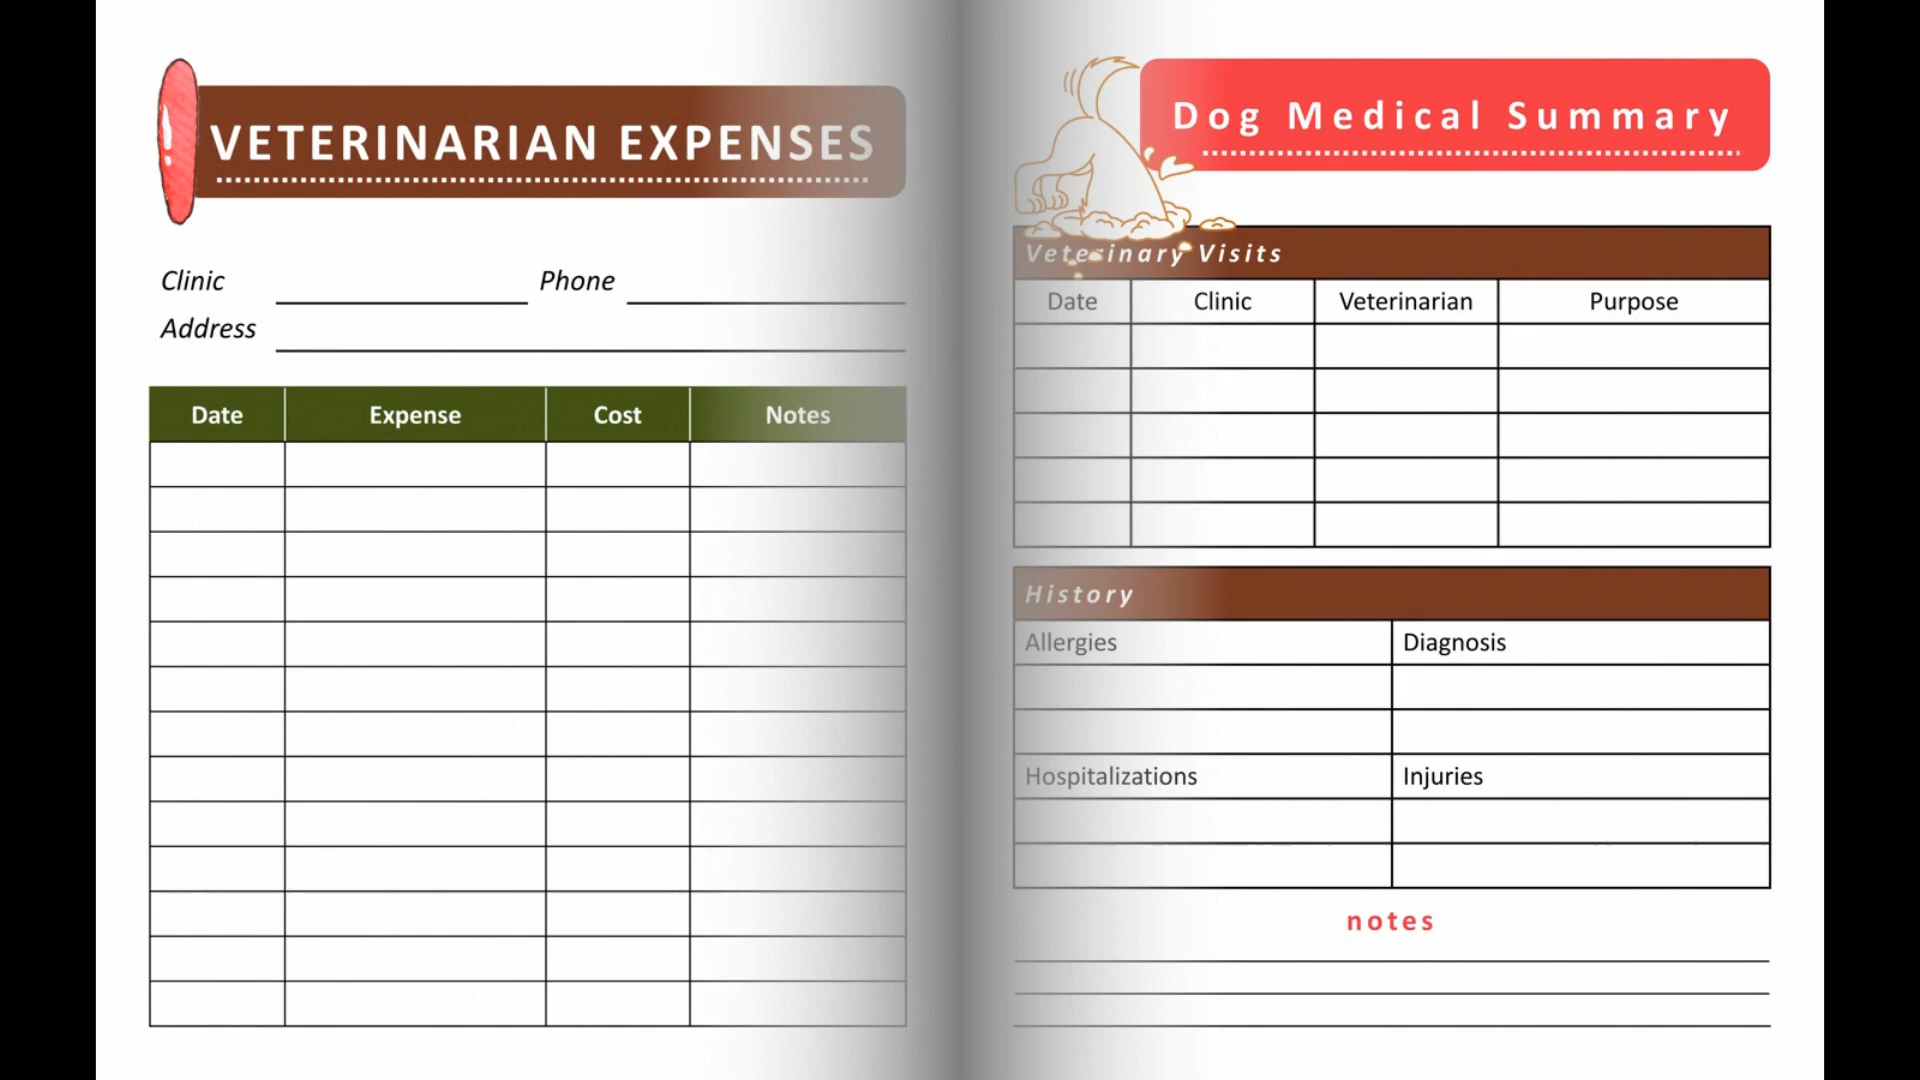 VETERINARIAN EXPENSES
Clinic Phone
Address
Date Expense Cost Notes
Dog Medical Summary
Veterinary Visits
Date Clinic Veterinarian Purpose
History
Allergies Diagnosis
Hospitalizations Injuries
notes